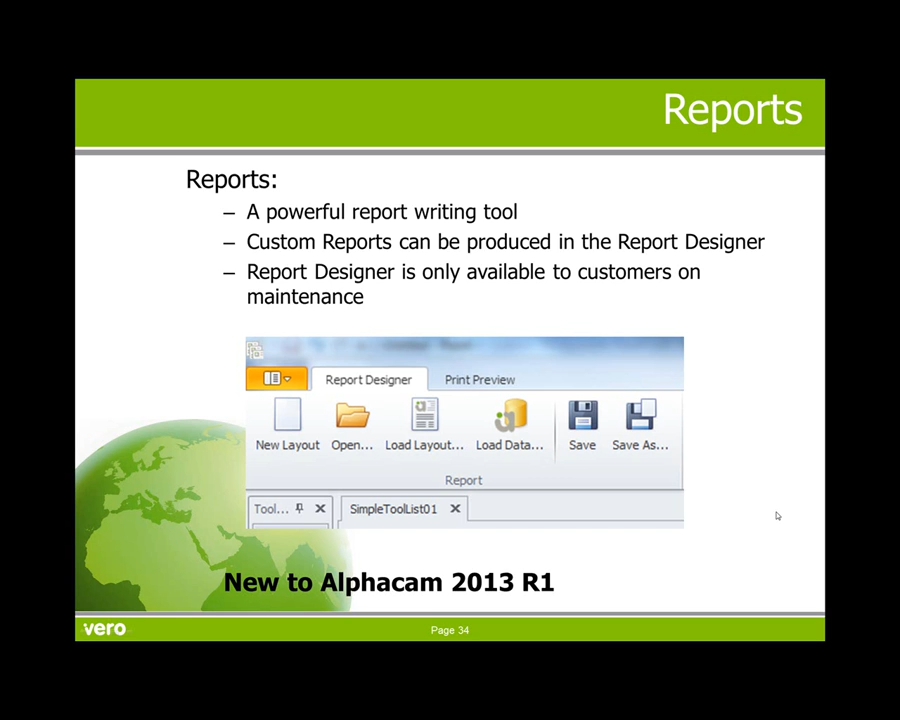 Reports
Reports:
– A powerful report writing tool
– Custom Reports can be produced in the Report Designer
– Report Designer is only available to customers on
maintenance
Report Designer Print Preview
New Layout Open... Load Layout... Load Data... Save Save As...
Report
Tool... SimpleToolList01
New to Alphacam 2013 R1
vero Page 34